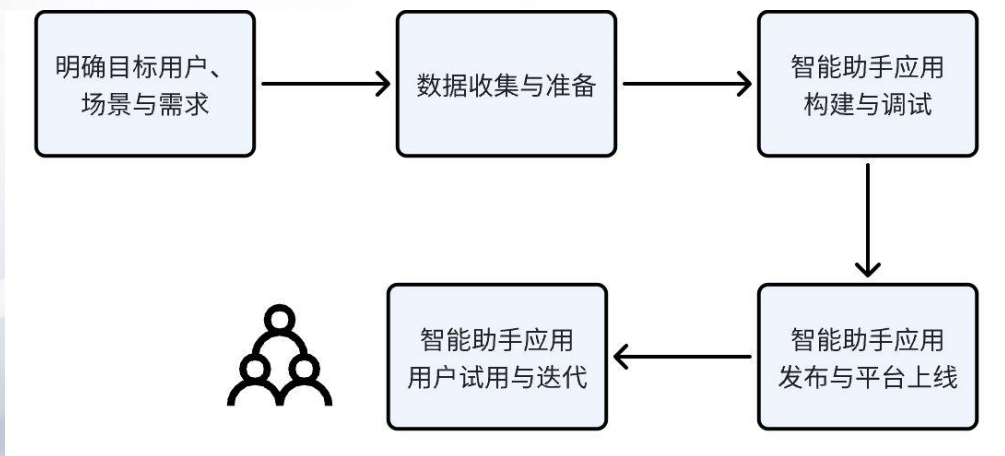 明确目标用户、
场景与需求
数据收集与准备
智能助手应用
构建与调试
智能助手应用
发布与平台上线
智能助手应用
用户试用与迭代